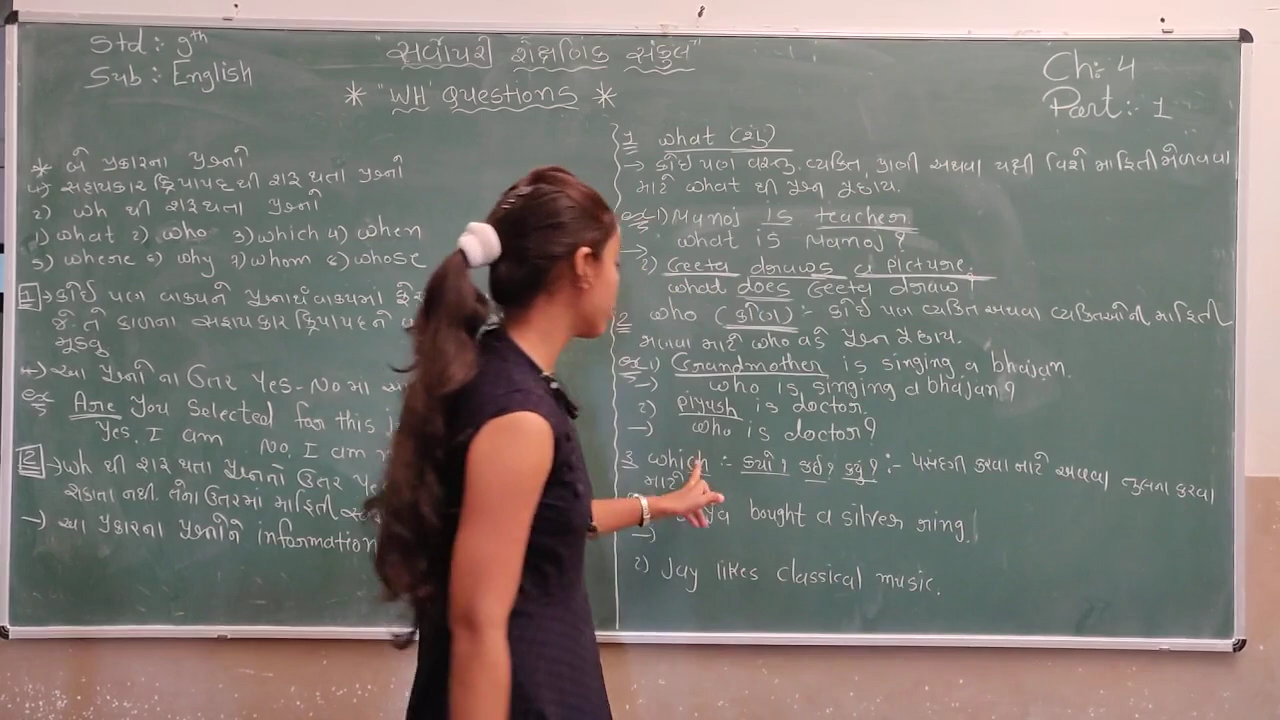 Std :- 9th
Sub :- English
"સર્વોપરી શૈક્ષણિક સંકુલ"
* "WH" Questions *
Ch:- 4
Part:- 1
* બે પ્રકારના પ્રશ્નો
1) સહાયકારક ક્રિયાપદથી શરૂ થતા પ્રશ્નો
2) Wh થી શરૂ થતા પ્રશ્નો
1) what 2) who 3) which 4) when
5) where 6) why 7) whom 8) whose
1 → કોઈ પણ વાક્યને પ્રશ્નાર્થ વાક્યમાં
જે તે કાળના સહાયકારક ક્રિયાપદને
મૂકવું
→ આ પ્રશ્નો ના ઉત્તર Yes-No મા
ex Are You Selected for this
Yes, I am No, I am
2 → wh થી શરૂ થતા પ્રશ્નનો ઉત્તર
શકાતા નથી. તેના ઉત્તરમાં માહિતી
→ આ પ્રકારના પ્રશ્નોને information
1 what (શું)
→ કોઈ પણ વસ્તુ, વ્યક્તિ, પ્રાણી અથવા પક્ષી વિશે માહિતી મેળવવા
માટે what થી પ્રશ્ન પૂછાય.
ex-1) Manoj is teacher
→ what is Manoj?
2) Geeta draws a picture.
what does Geeta draw?
2 who (કોણ) :- કોઈ પણ વ્યક્તિ અથવા વ્યક્તિઓની માહિતી
મેળવવા માટે who વડે પ્રશ્ન પૂછાય.
ex-1) Grandmother is singing a bhajan.
→ who is singing a bhajan?
2) Piyush is doctor.
→ who is doctor?
3 which :- ક્યો? કઈ? કયું? :- પસંદગી કરવા માટે અથવા તુલના કરવા
માટે
bought a silver ring.
→
2) Jay likes classical music.